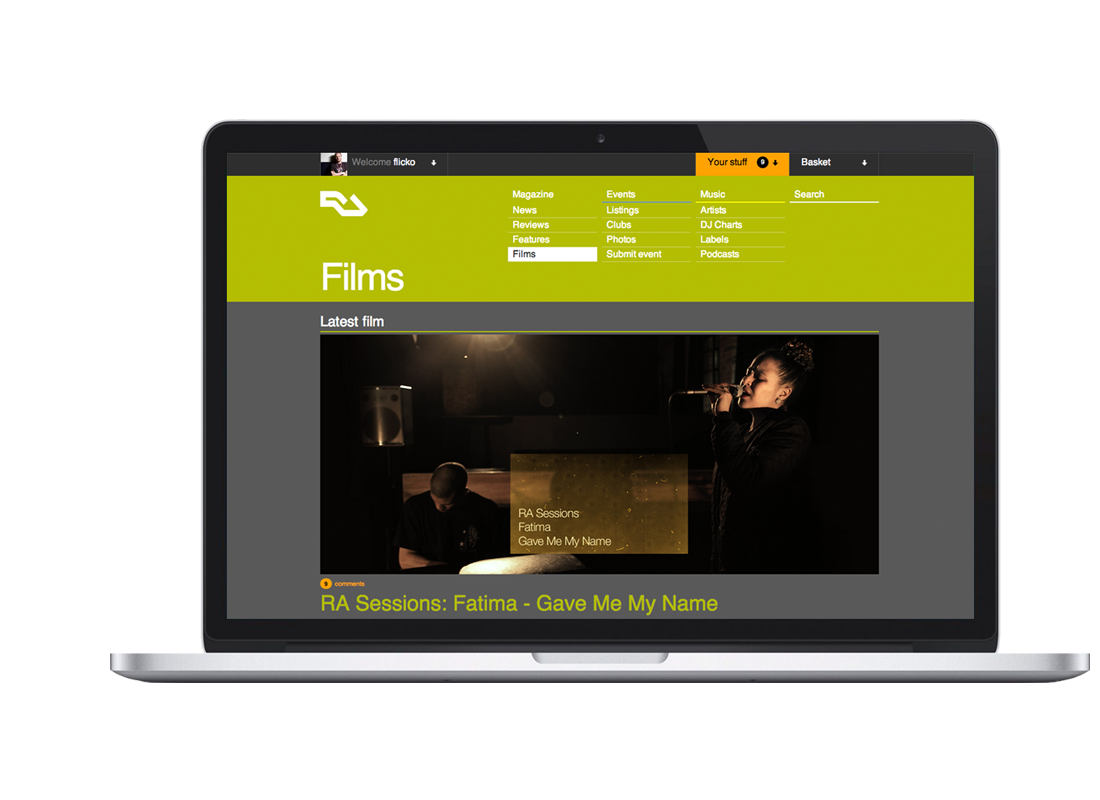 Welcome flicko
Your stuff 9
Basket
RA
Magazine
News
Reviews
Features
Films
Events
Listings
Clubs
Photos
Submit event
Music
Artists
DJ Charts
Labels
Podcasts
Search
Films
Latest film
RA Sessions
Fatima
Gave Me My Name
9 comments
RA Sessions: Fatima - Gave Me My Name